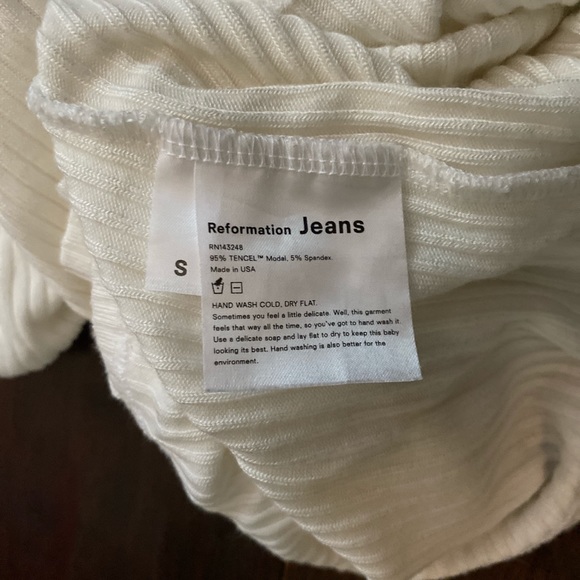 Reformation Jeans
RN143248
95% TENCEL™ Modal, 5% Spandex.
Made in USA
S
HAND WASH COLD, DRY FLAT.
Sometimes you feel a little delicate. Well, this garment
feels that way all the time, so you've got to hand wash it.
Use a delicate soap and lay flat to dry to keep this baby
looking its best. Hand washing is also better for the
environment.